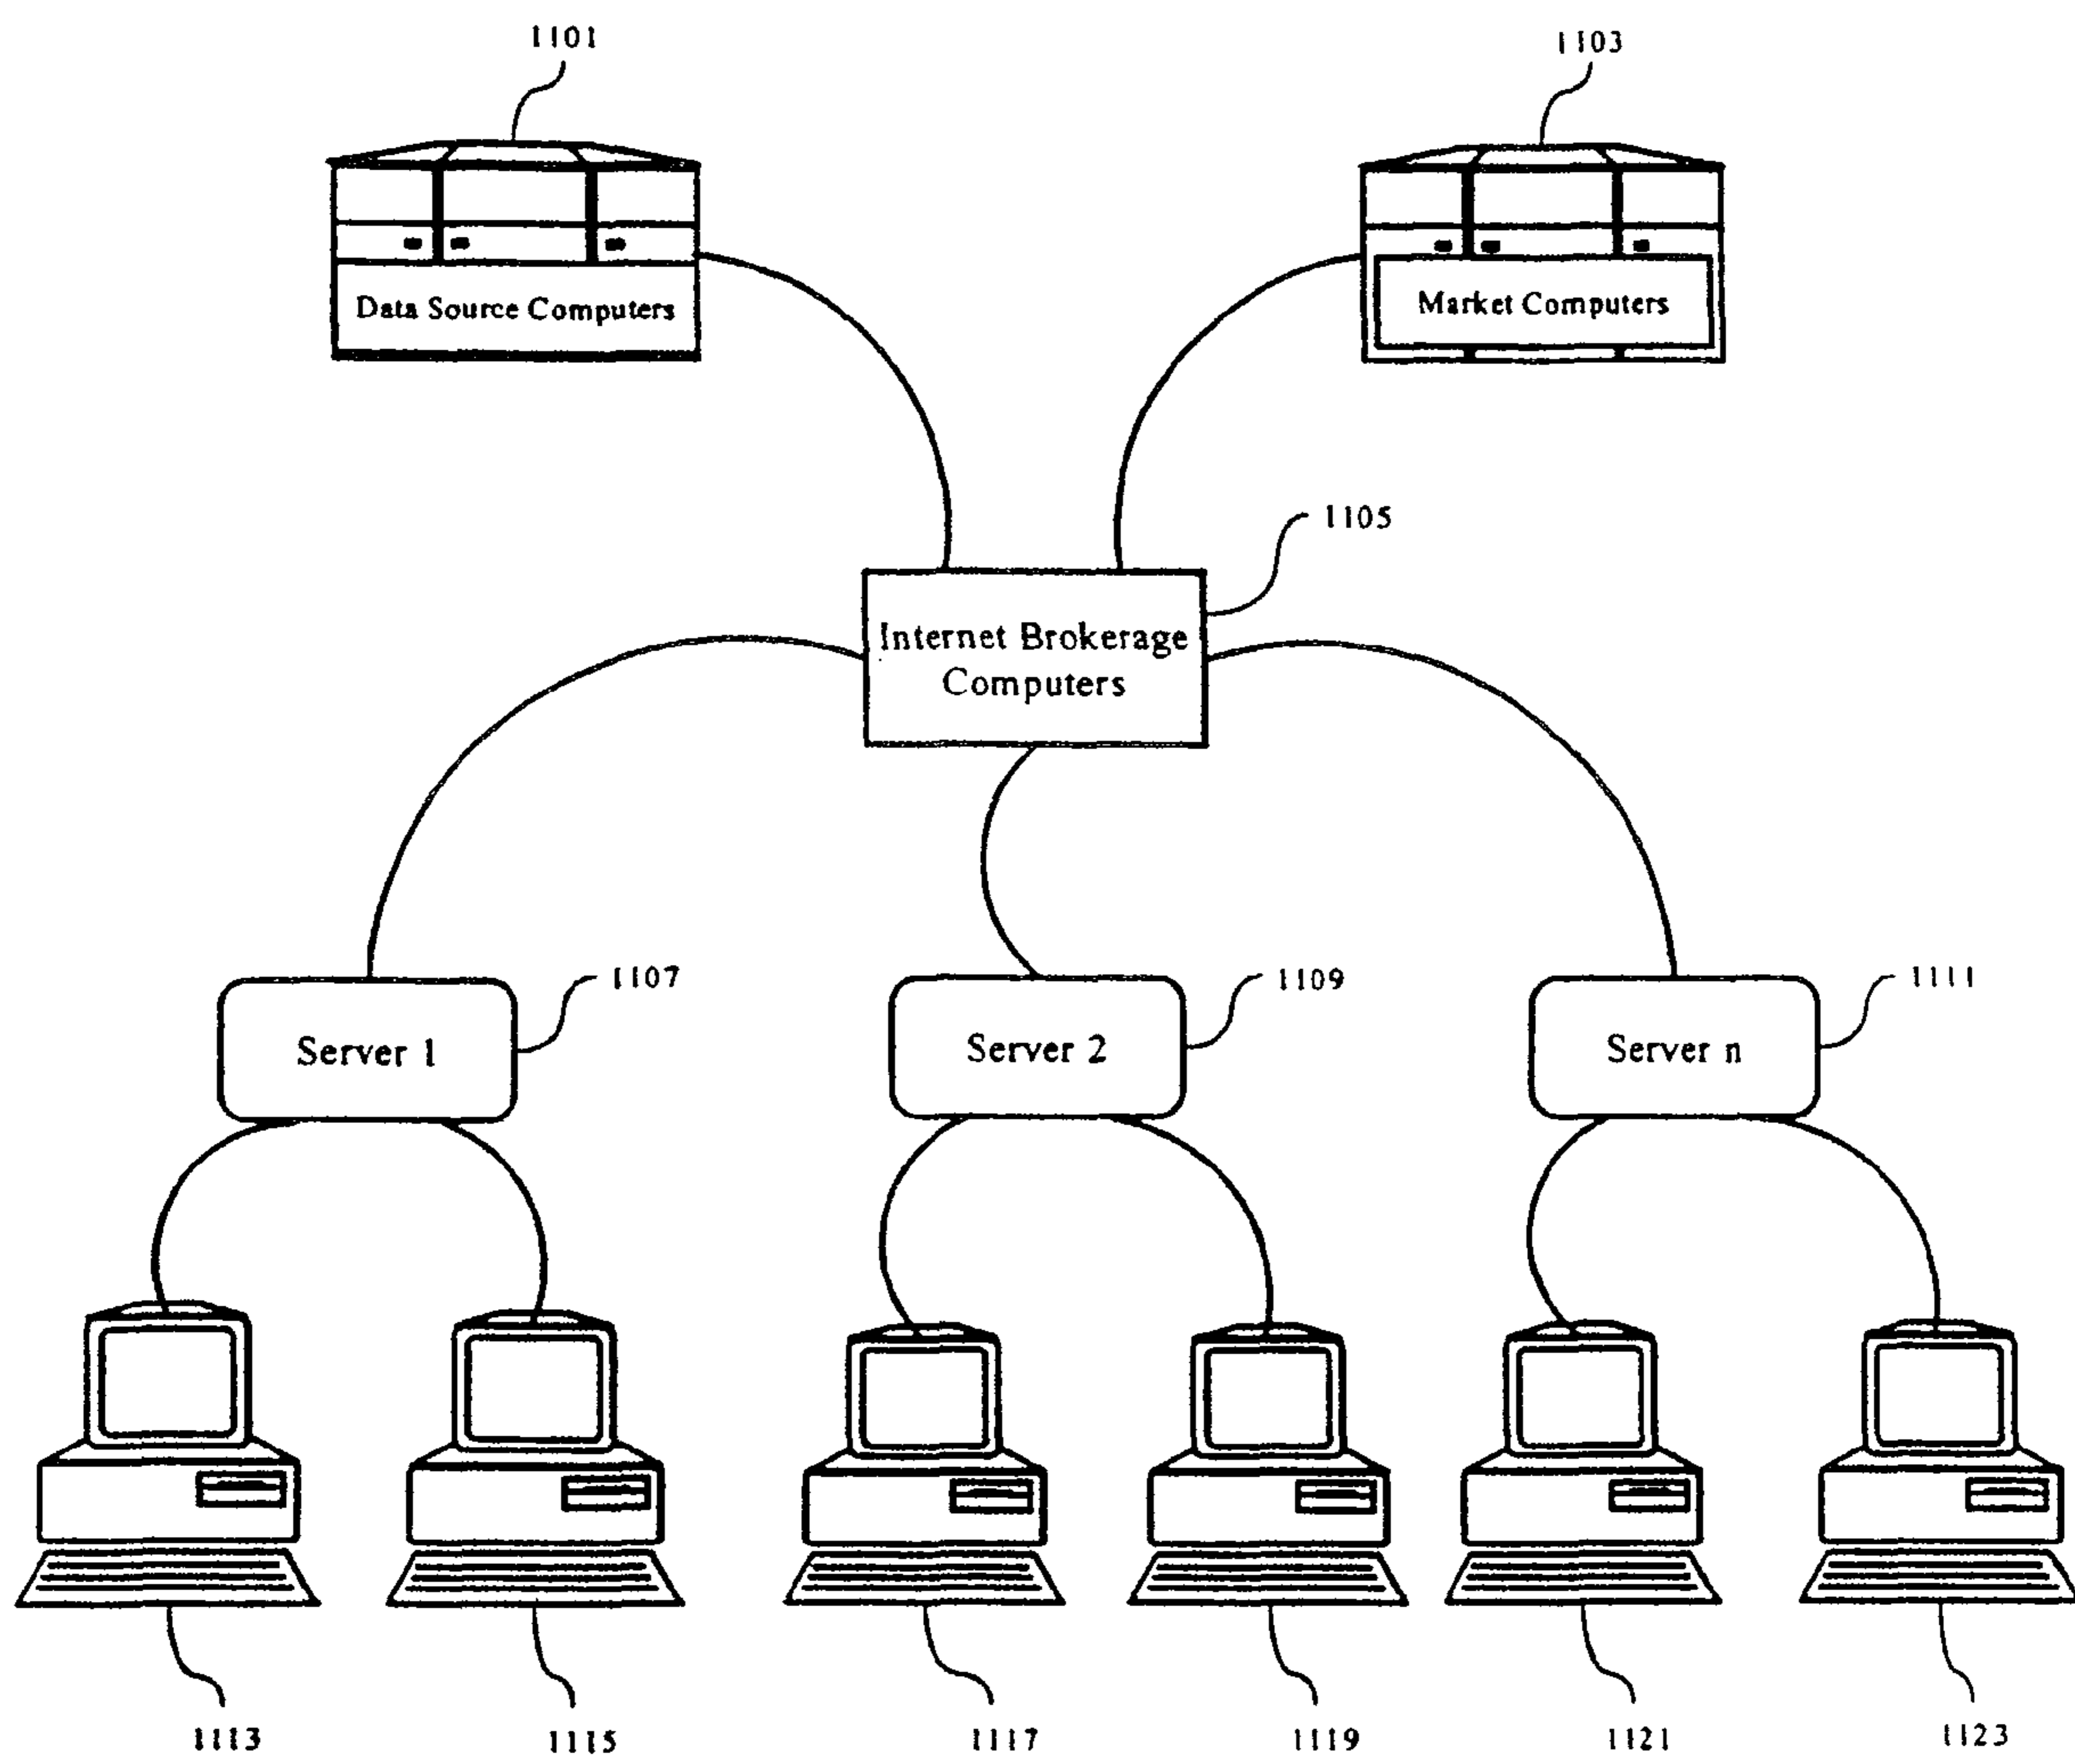 1101
1103
Data Source Computers
Market Computers
1105
Internet Brokerage
Computers
1107
1109
1111
Server 1
Server 2
Server n
1113
1115
1117
1119
1121
1123